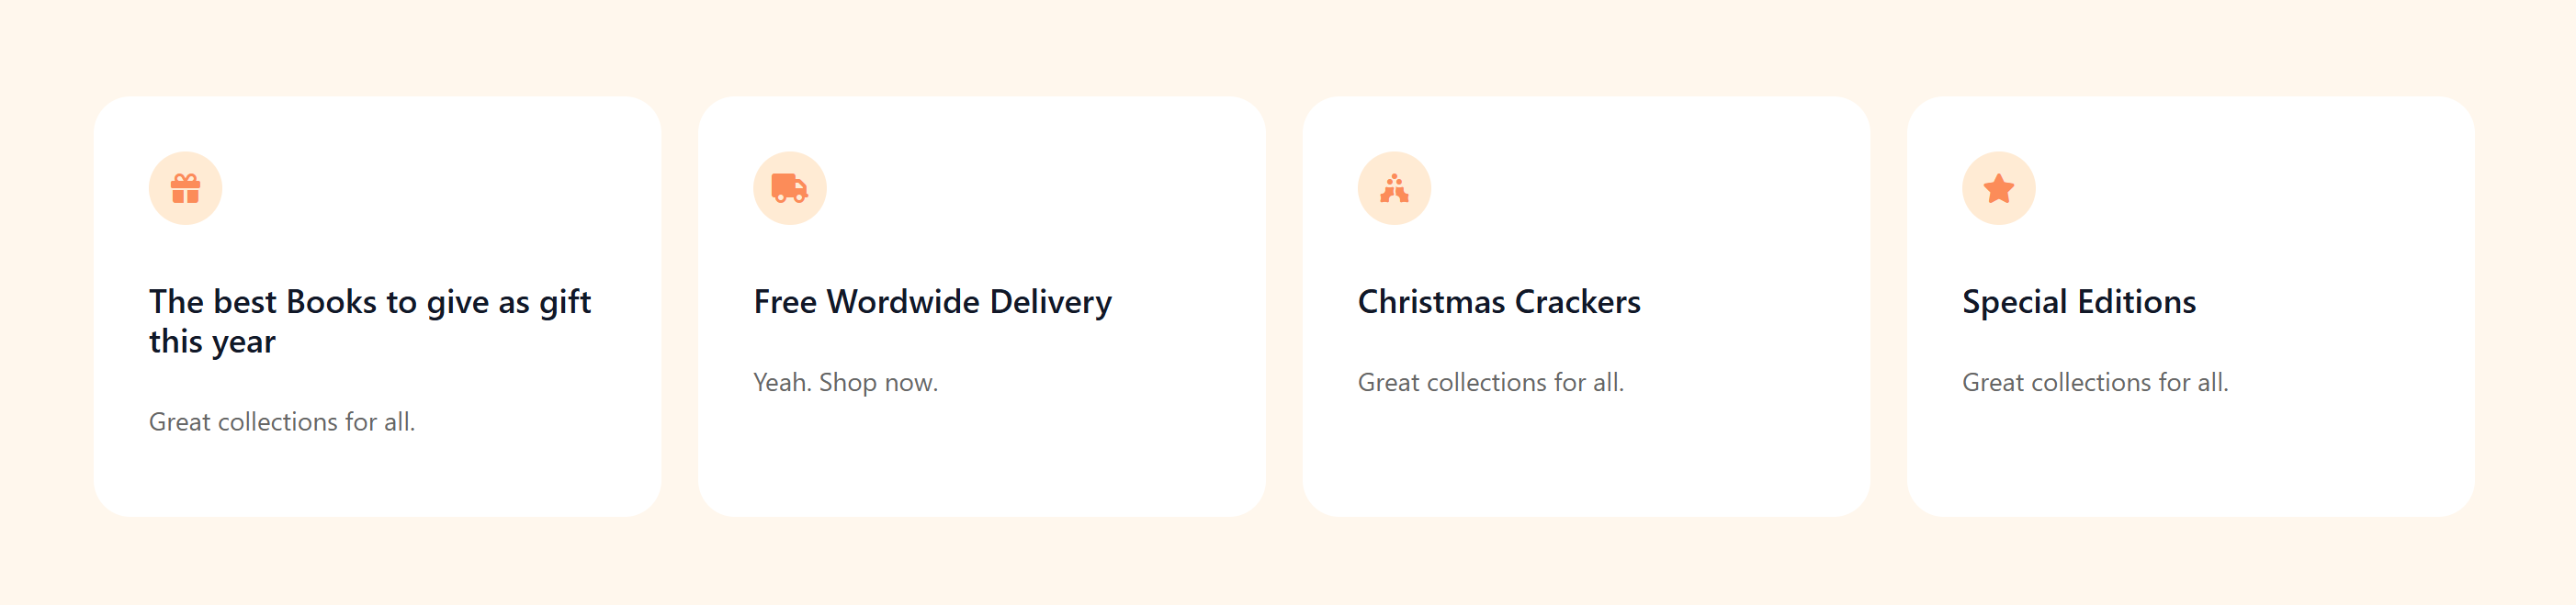 The best Books to give as gift
this year
Great collections for all.
Free Wordwide Delivery
Yeah. Shop now.
Christmas Crackers
Great collections for all.
Special Editions
Great collections for all.